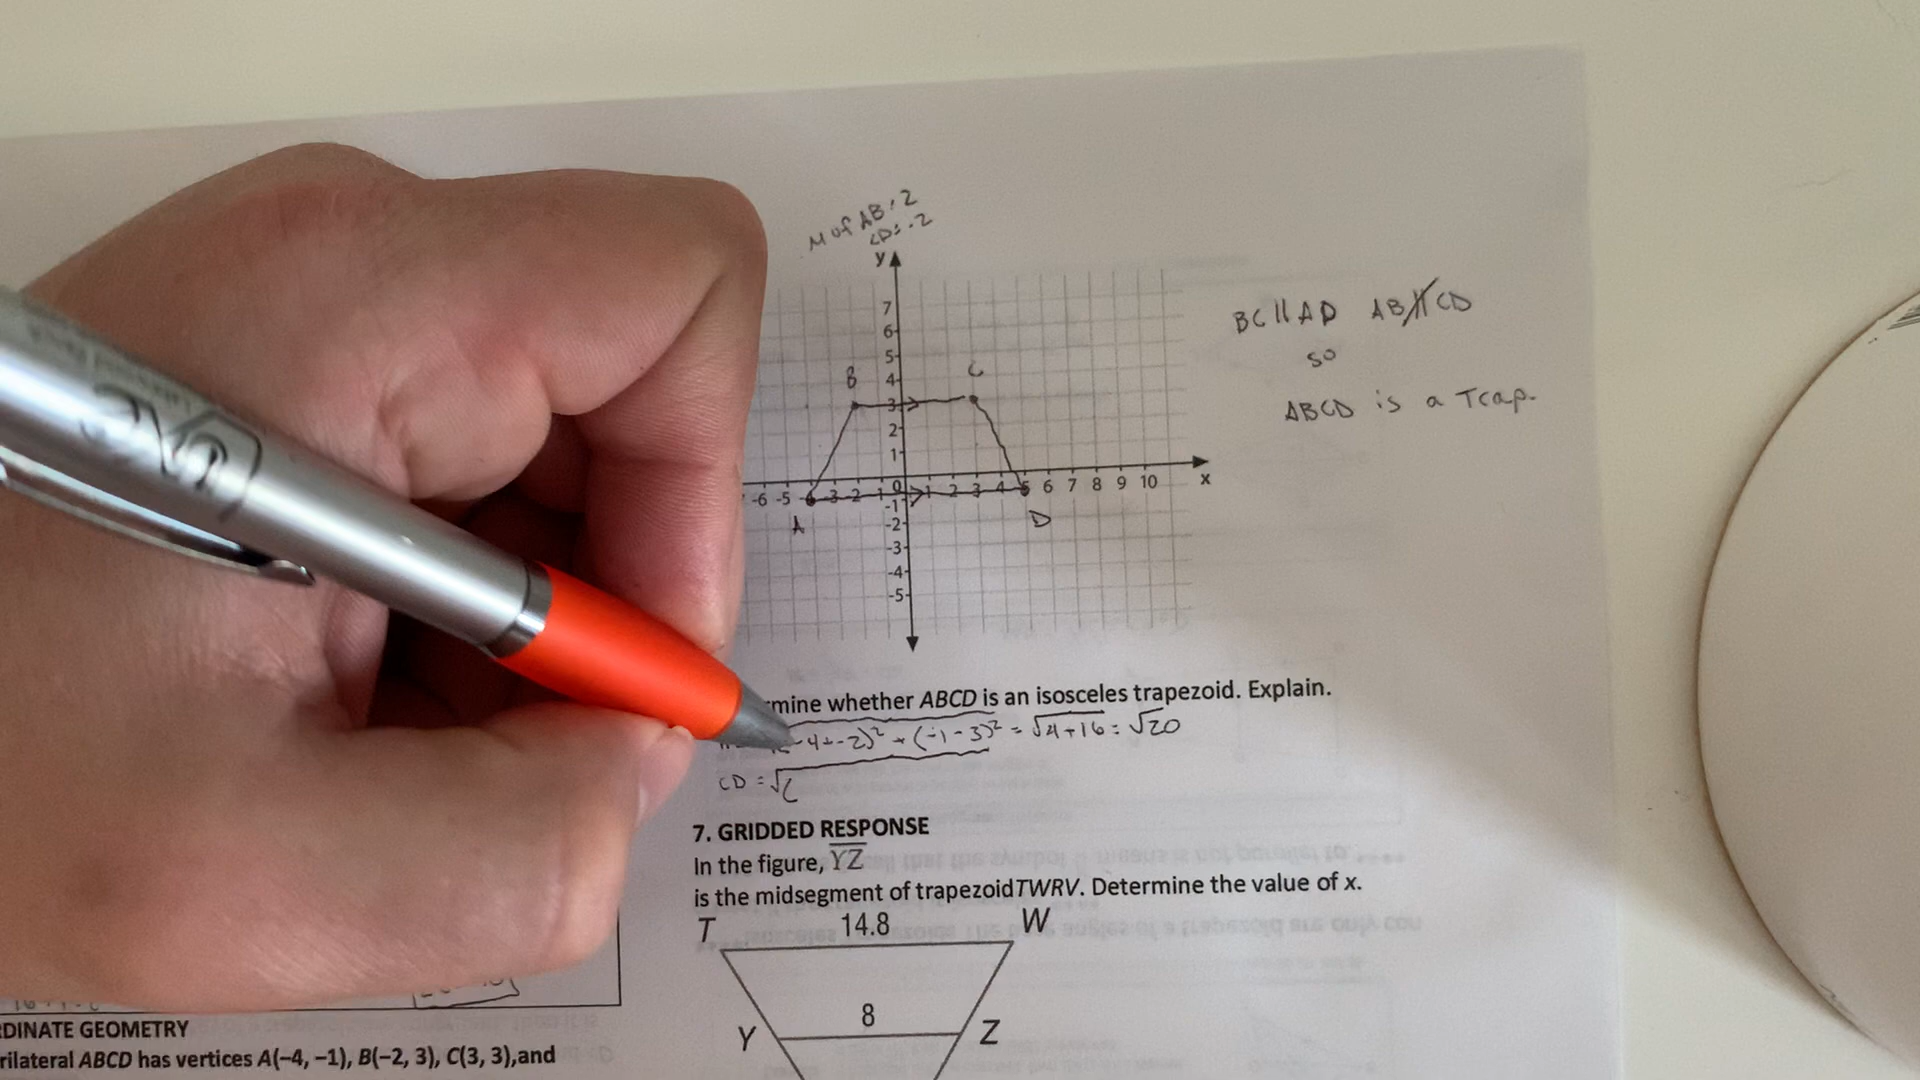 M of AB: 2
CD: -2
y
7
6
5
4
3
2
1
B
C
-6 -5 -3 -2 -1 0 1 2 3 4 5 6 7 8 9 10
x
-1
-2
-3
-4
-5
A
D
BC || AD AB ∦ CD
so
ABCD is a Trap.
mine whether ABCD is an isosceles trapezoid. Explain.
-2)² + (-1-3)² = √4+16 = √20
CD = √(
7. GRIDDED RESPONSE
In the figure, YZ
is the midsegment of trapezoid TWRV. Determine the value of x.
T 14.8 W
Y 8 Z
DINATE GEOMETRY
rilateral ABCD has vertices A(−4, −1), B(−2, 3), C(3, 3),and